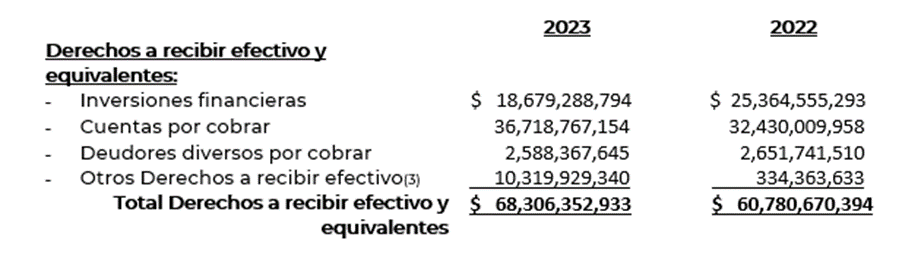 2023 2022
Derechos a recibir efectivo y
equivalentes:
- Inversiones financieras $ 18,679,288,794 $ 25,364,555,293
- Cuentas por cobrar 36,718,767,154 32,430,009,958
- Deudores diversos por cobrar 2,588,367,645 2,651,741,510
- Otros Derechos a recibir efectivo(3) 10,319,929,340 334,363,633
Total Derechos a recibir efectivo y $ 68,306,352,933 $ 60,780,670,394
equivalentes